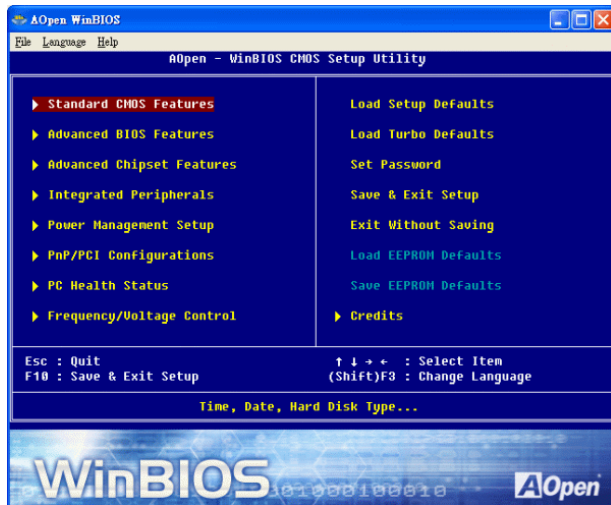 AOpen WinBIOS
File Language Help
AOpen - WinBIOS CMOS Setup Utility
Standard CMOS Features
Advanced BIOS Features
Advanced Chipset Features
Integrated Peripherals
Power Management Setup
PnP/PCI Configurations
PC Health Status
Frequency/Voltage Control
Load Setup Defaults
Load Turbo Defaults
Set Password
Save & Exit Setup
Exit Without Saving
Load EEPROM Defaults
Save EEPROM Defaults
Credits
Esc : Quit
F10 : Save & Exit Setup
↑ ↓ → ← : Select Item
(Shift)F3 : Change Language
Time, Date, Hard Disk Type...
WinBIOS
AOpen